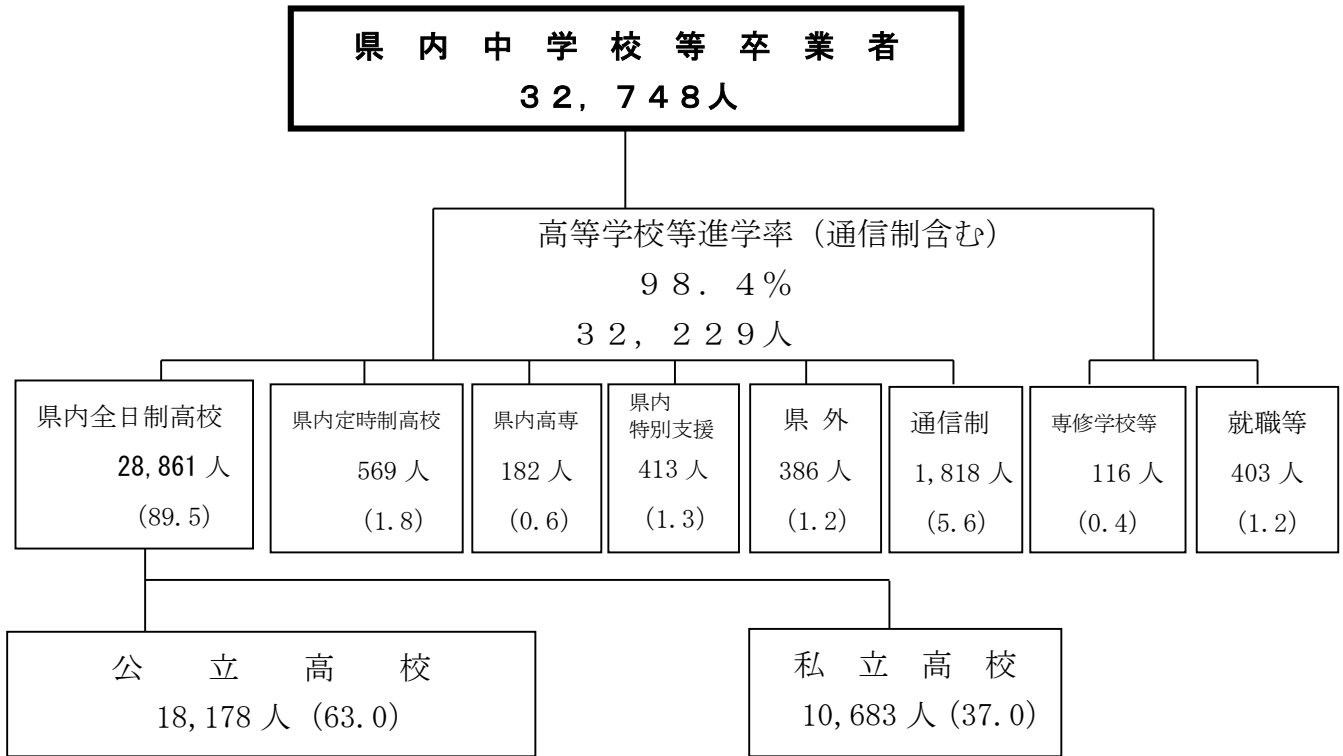 県内中学校等卒業者
３２，７４８人
高等学校等進学率（通信制含む）
９８．４％
３２，２２９人
県内全日制高校
28,861 人
(89.5)
県内定時制高校
569 人
(1.8)
県内高専
182 人
(0.6)
県内
特別支援
413 人
(1.3)
県 外
386 人
(1.2)
通信制
1,818 人
(5.6)
専修学校等
116 人
(0.4)
就職等
403 人
(1.2)
公立高校
18,178 人 (63.0)
私立高校
10,683 人 (37.0)